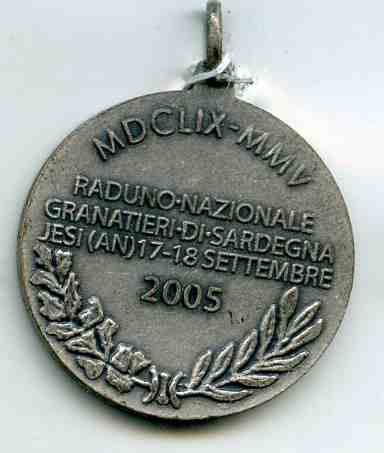 MDCLIX-MMV
RADUNO·NAZIONALE
GRANATIERI·DI·SARDEGNA
JESI (AN) 17-18 SETTEMBRE
2005